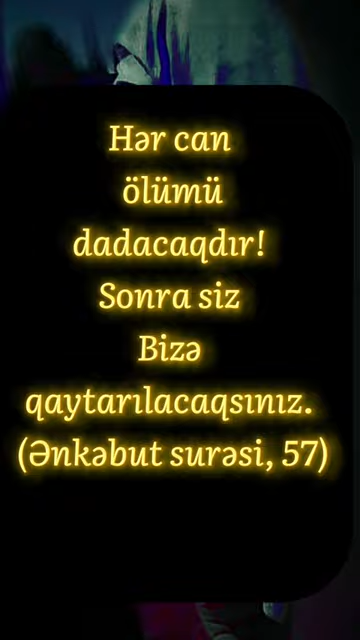 Hər can
ölümü
dadacaqdır!
Sonra siz
Bizə
qaytarılacaqsınız.
(Ənkəbut surəsi, 57)